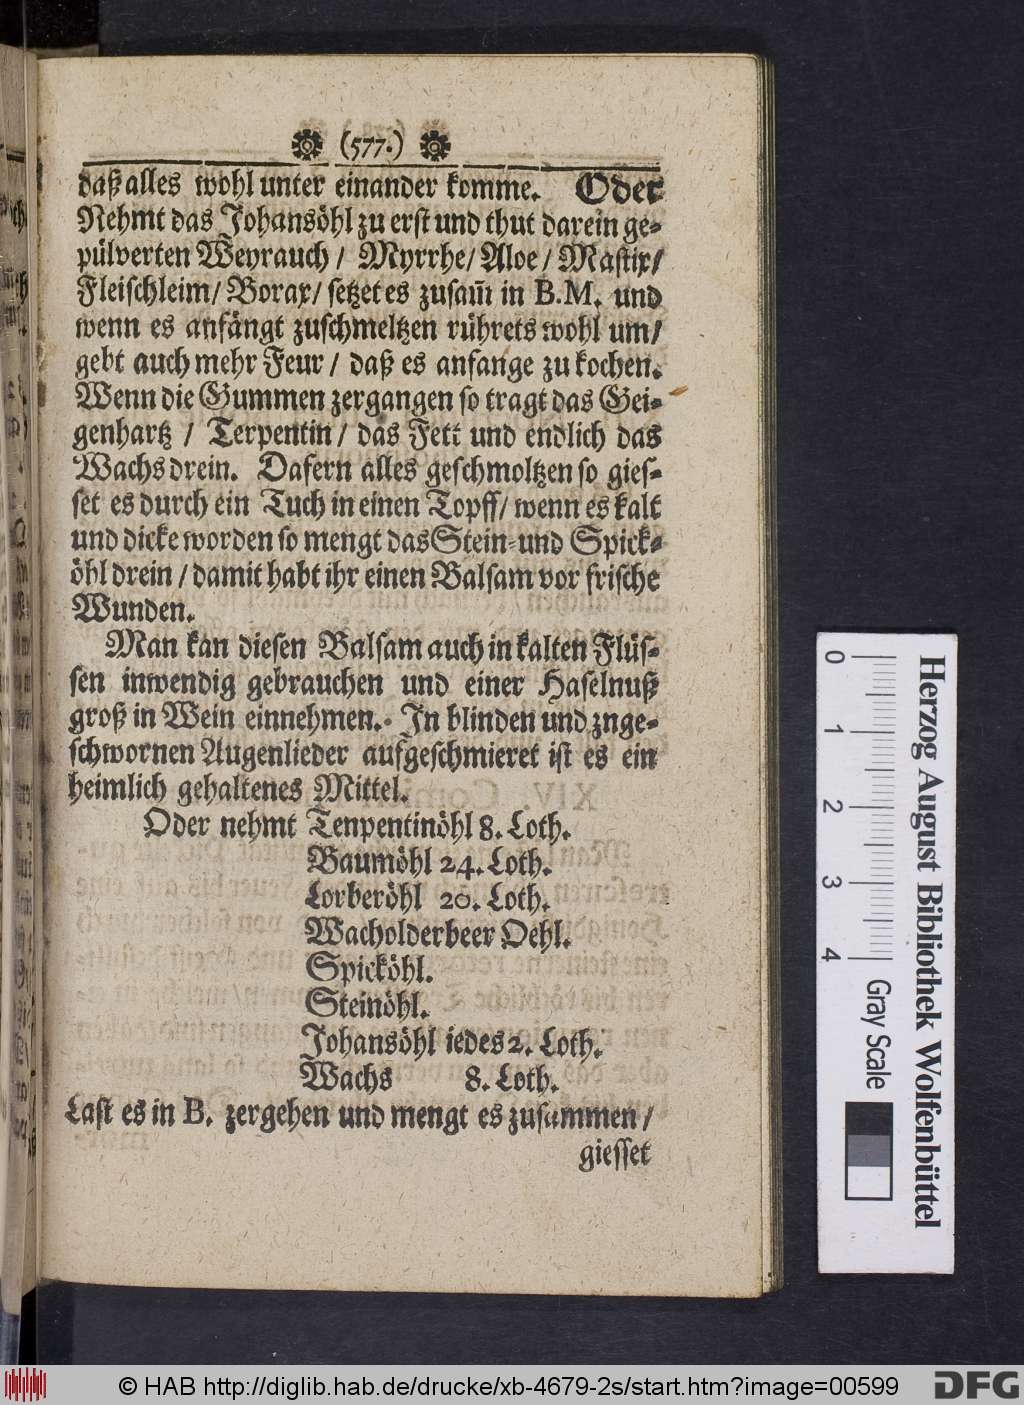 (577.)
daß alles wohl unter einander komme. Oder
Nehmt das Johansöhl zu erst und thut darein ge-
pülverten Weyrauch / Myrrhe / Aloe / Mastix /
Fleischleim / Borax / setzet es zusam̃ in B.M. und
wenn es anfängt zuschmeltzen rührets wohl um /
gebt auch mehr Feur / daß es anfange zu kochen.
Wenn die Gummen zergangen so tragt das Gei-
genhartz / Terpentin / das Fett und endlich das
Wachs drein. Dafern alles geschmoltzen so gies-
set es durch ein Tuch in einen Topff / wenn es kalt
und dicke worden so mengt das Stein- und Spick-
öhl drein / damit habt ihr einen Balsam vor frische
Wunden.
Man kan diesen Balsam auch in kalten Flüs-
sen inwendig gebrauchen und einer Haselnuß
groß in Wein einnehmen. In blinden und znge-
schwornen Augenlieder aufgeschmieret ist es ein
heimlich gehaltenes Mittel.
Oder nehmt Tenpentinöhl 8. Loth.
Baumöhl 24. Loth.
Lorberöhl 20. Loth.
Wacholderbeer Oehl.
Spicköhl.
Steinöhl.
Johansöhl iedes 2. Loth.
Wachs 8. Loth.
Last es in B. zergehen und mengt es zusammen /
giesset
0 1 2 3 4
Herzog August Bibliothek Wolfenbüttel
Gray Scale
© HAB http://diglib.hab.de/drucke/xb-4679-2s/start.htm?image=00599
DFG